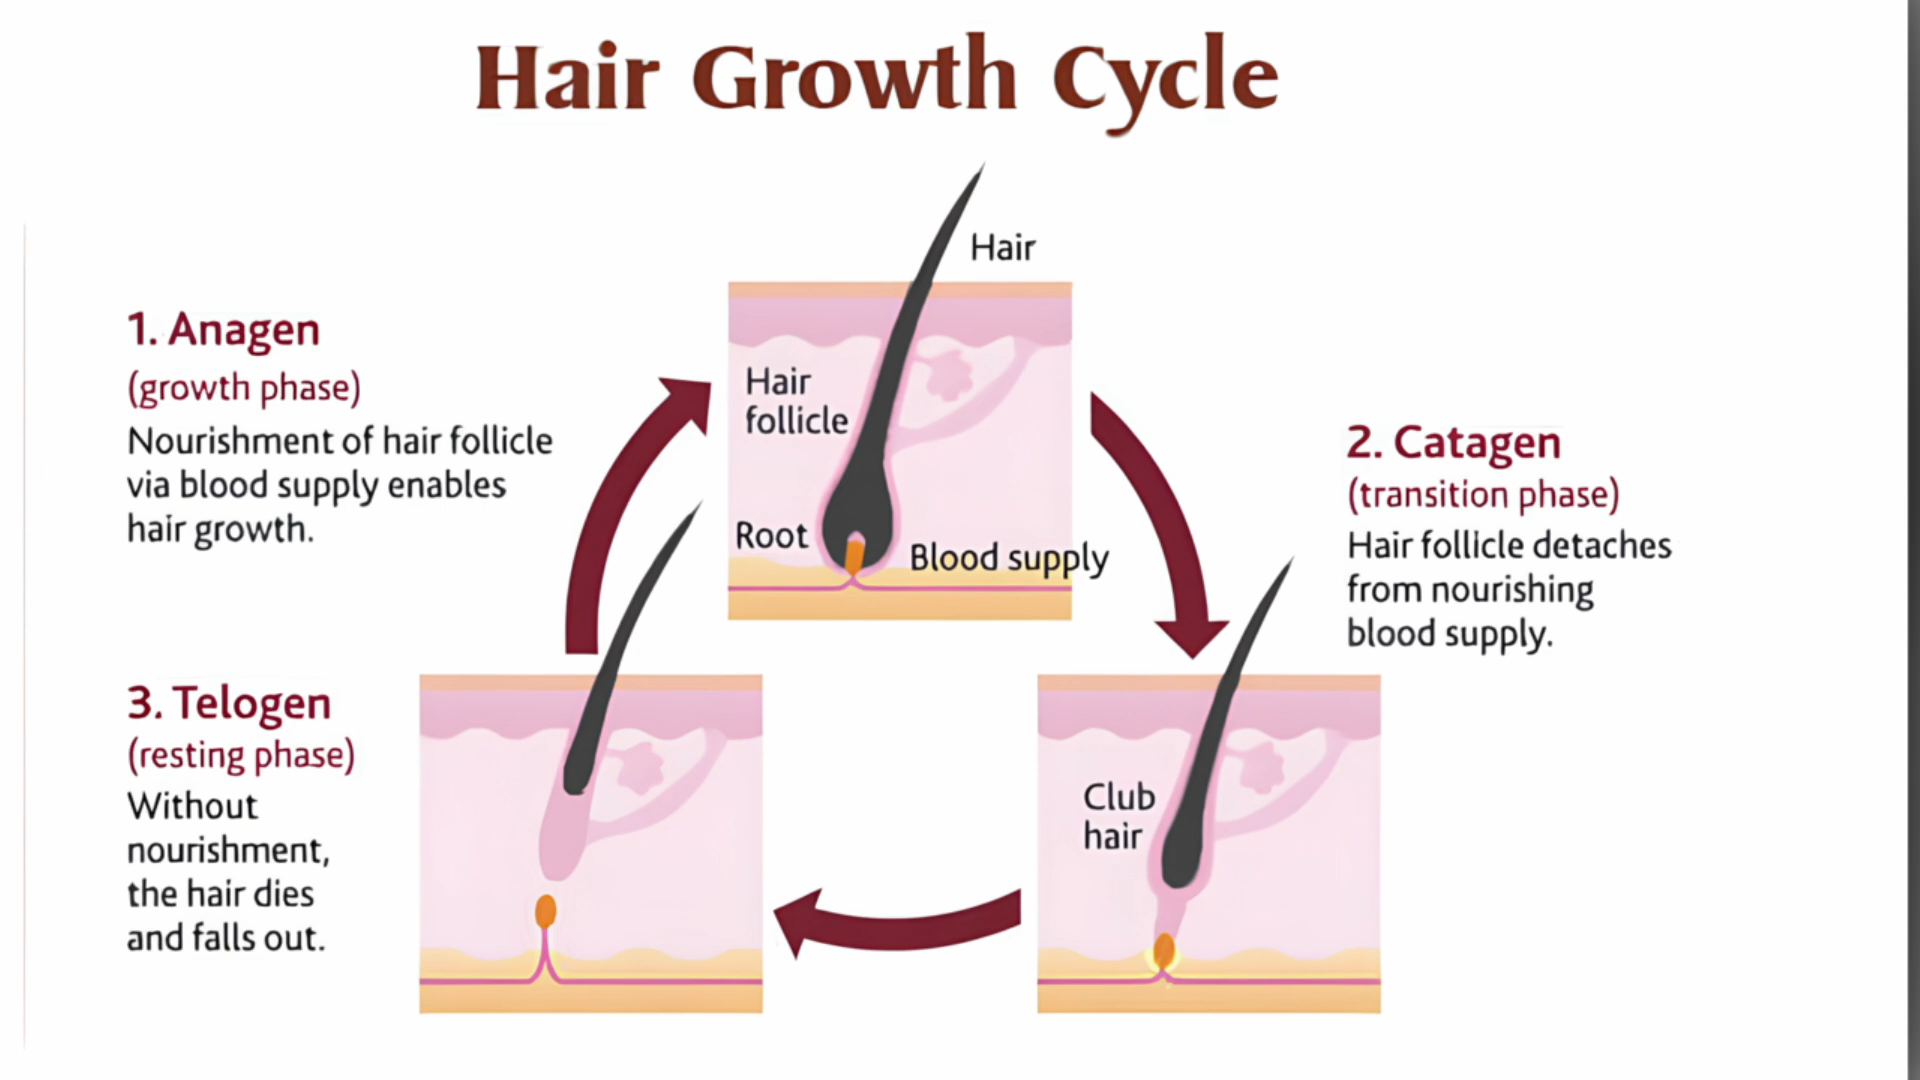 Hair Growth Cycle
Hair
Hair
follicle
Root
Blood supply
1. Anagen
(growth phase)
Nourishment of hair follicle
via blood supply enables
hair growth.
2. Catagen
(transition phase)
Hair follicle detaches
from nourishing
blood supply.
Club
hair
3. Telogen
(resting phase)
Without
nourishment,
the hair dies
and falls out.